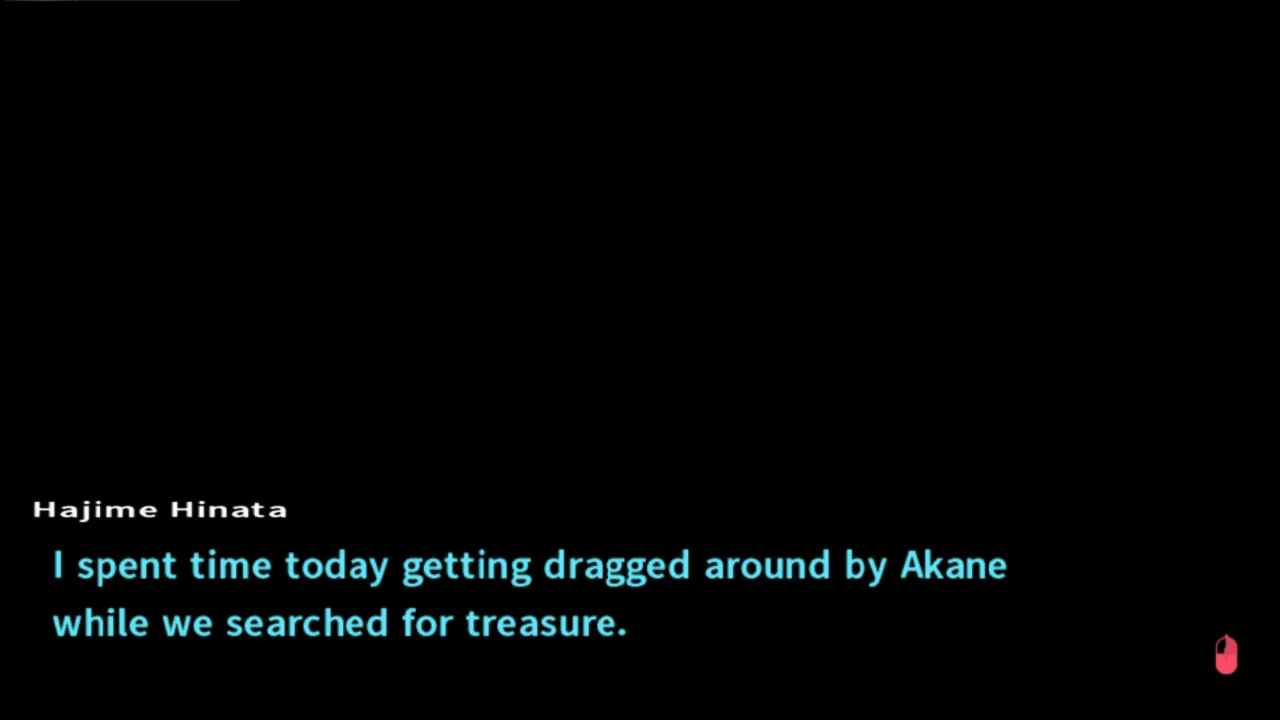 Hajime Hinata
I spent time today getting dragged around by Akane
while we searched for treasure.